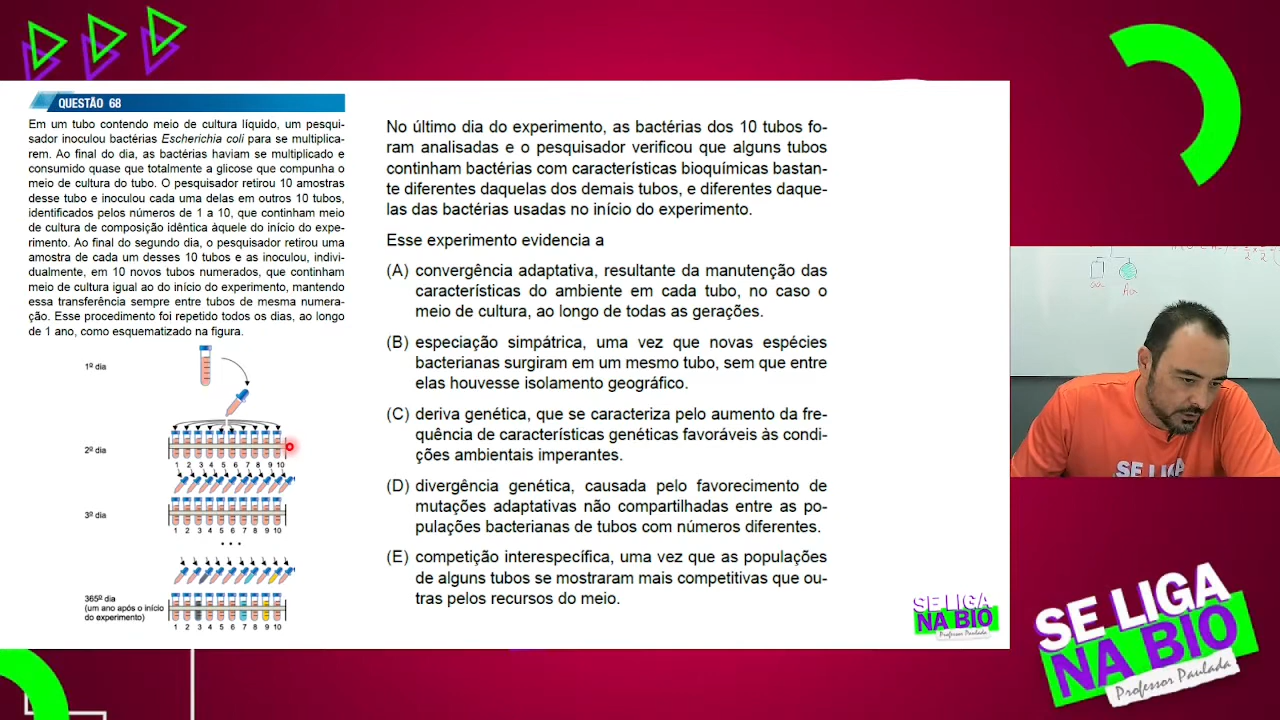 QUESTÃO 68
Em um tubo contendo meio de cultura líquido, um pesqui-
sador inoculou bactérias Escherichia coli para se multiplica-
rem. Ao final do dia, as bactérias haviam se multiplicado e
consumido quase que totalmente a glicose que compunha o
meio de cultura do tubo. O pesquisador retirou 10 amostras
desse tubo e inoculou cada uma delas em outros 10 tubos,
identificados pelos números de 1 a 10, que continham meio
de cultura de composição idêntica àquele do início do expe-
rimento. Ao final do segundo dia, o pesquisador retirou uma
amostra de cada um desses 10 tubos e as inoculou, indivi-
dualmente, em 10 novos tubos numerados, que continham
meio de cultura igual ao do início do experimento, mantendo
essa transferência sempre entre tubos de mesma numera-
ção. Esse procedimento foi repetido todos os dias, ao longo
de 1 ano, como esquematizado na figura.
1º dia
2º dia
1 2 3 4 5 6 7 8 9 10
3º dia
1 2 3 4 5 6 7 8 9 10
• • •
365º dia
(um ano após o início
do experimento)
1 2 3 4 5 6 7 8 9 10
No último dia do experimento, as bactérias dos 10 tubos fo-
ram analisadas e o pesquisador verificou que alguns tubos
continham bactérias com características bioquímicas bastan-
te diferentes daquelas dos demais tubos, e diferentes daque-
las das bactérias usadas no início do experimento.
Esse experimento evidencia a
(A) convergência adaptativa, resultante da manutenção das
características do ambiente em cada tubo, no caso o
meio de cultura, ao longo de todas as gerações.
(B) especiação simpátrica, uma vez que novas espécies
bacterianas surgiram em um mesmo tubo, sem que entre
elas houvesse isolamento geográfico.
(C) deriva genética, que se caracteriza pelo aumento da fre-
quência de características genéticas favoráveis às condi-
ções ambientais imperantes.
(D) divergência genética, causada pelo favorecimento de
mutações adaptativas não compartilhadas entre as po-
pulações bacterianas de tubos com números diferentes.
(E) competição interespecífica, uma vez que as populações
de alguns tubos se mostraram mais competitivas que ou-
tras pelos recursos do meio.
SE LIGA
NA BIO
Professor Paulada
aa
Aa
SE LIGA
SE LIGA
NA BIO
Professor Paulada